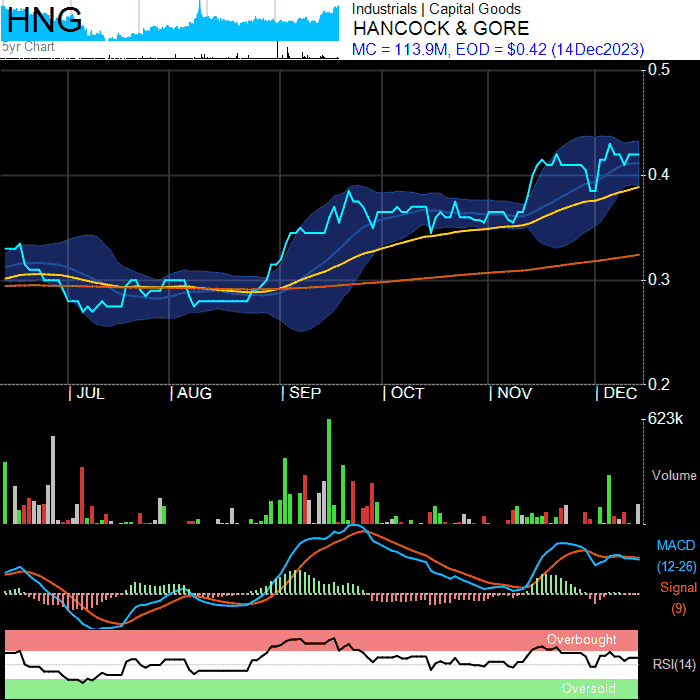 HNG
5yr Chart
Industrials | Capital Goods
HANCOCK & GORE
MC = 113.9M, EOD = $0.42 (14Dec2023)
0.5
0.4
0.3
0.2
| JUL | AUG | SEP | OCT | NOV | DEC
623k
Volume
MACD
(12-26)
Signal
(9)
Overbought
RSI(14)
Oversold